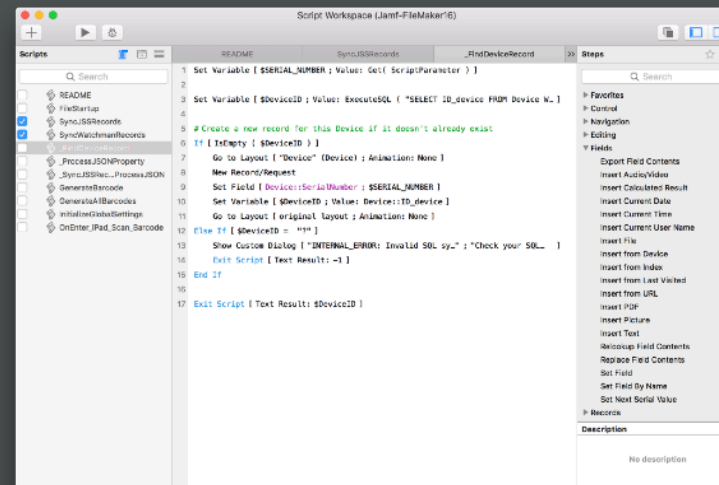 Script Workspace (Jamf-FileMaker16)
Scripts
Search
README
FileStartup
SyncJSSRecords
SyncWatchmanRecords
_FindDeviceRecord
_ProcessJSONProperty
_SyncJSSRec...ProcessJSON
GenerateBarcode
GenerateAllBarcodes
InitializeGlobalSettings
OnEnter_iPad_Scan_Barcode
README
SyncJSSRecords
_FindDeviceRecord
1 Set Variable [ $SERIAL_NUMBER ; Value: Get( ScriptParameter ) ]
2
3 Set Variable [ $DeviceID ; Value: ExecuteSQL ( "SELECT ID_device FROM Device W… ]
4
5 # Create a new record for this Device if it doesn't already exist
6 If [ IsEmpty ( $DeviceID ) ]
7 Go to Layout [ "Device" (Device) ; Animation: None ]
8 New Record/Request
9 Set Field [ Device::SerialNumber ; $SERIAL_NUMBER ]
10 Set Variable [ $DeviceID ; Value: Device::ID_device ]
11 Go to Layout [ original layout ; Animation: None ]
12 Else If [ $DeviceID = "?" ]
13 Show Custom Dialog [ "INTERNAL_ERROR: Invalid SQL sy…" ; "Check your SQL… ]
14 Exit Script [ Text Result: -1 ]
15 End If
16
17 Exit Script [ Text Result: $DeviceID ]
Steps
Search
Favorites
Control
Navigation
Editing
Fields
Export Field Contents
Insert Audio/Video
Insert Calculated Result
Insert Current Date
Insert Current Time
Insert Current User Name
Insert File
Insert from Device
Insert from Index
Insert from Last Visited
Insert from URL
Insert PDF
Insert Picture
Insert Text
Relookup Field Contents
Replace Field Contents
Set Field
Set Field By Name
Set Next Serial Value
Records
Description
No description